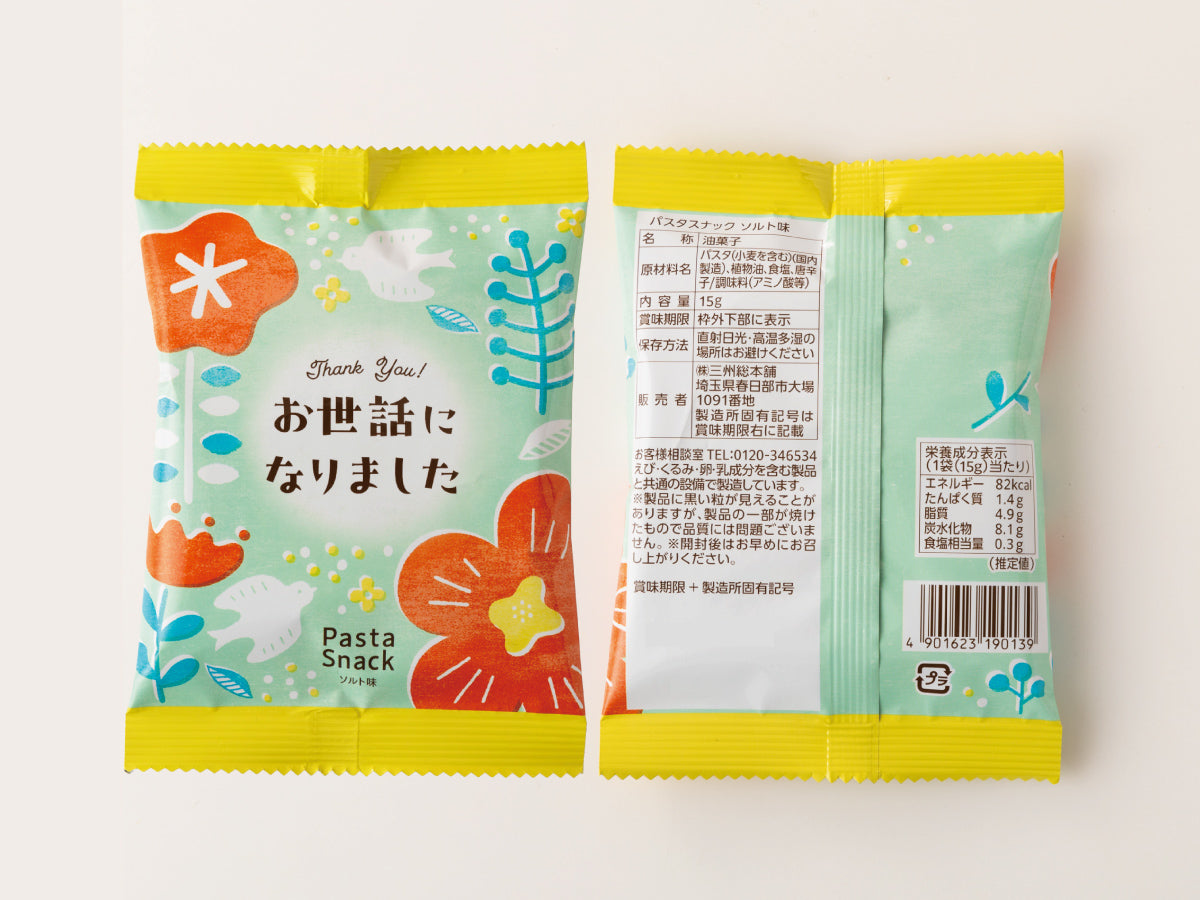 Thank You!
お世話に
なりました
Pasta
Snack
ソルト味
パスタスナック ソルト味
名 称 油菓子
原材料名 パスタ(小麦を含む)(国内
製造)、植物油、食塩、唐辛
子/調味料(アミノ酸等)
内容量 15g
賞味期限 枠外下部に表示
保存方法 直射日光・高温多湿の
場所はお避けください
販売者 ㈱三州総本舗
埼玉県春日部市大場
1091番地
製造所固有記号は
賞味期限右に記載
お客様相談室 TEL:0120-346534
えび・くるみ・卵・乳成分を含む製品
と共通の設備で製造しています。
※製品に黒い粒が見えることが
ありますが、製品の一部が焼け
たもので品質には問題ございま
せん。※開封後はお早めにお召
し上がりください。
賞味期限+製造所固有記号
栄養成分表示
(1袋(15g)当たり)
エネルギー 82kcal
たんぱく質 1.4g
脂質 4.9g
炭水化物 8.1g
食塩相当量 0.3g
(推定値)
4 901623 190139
プラ